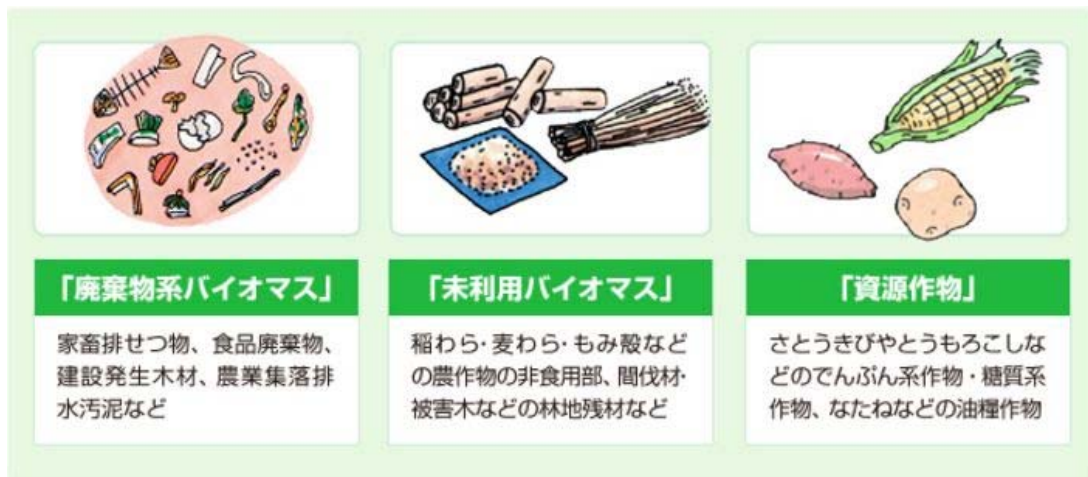 「廃棄物系バイオマス」
家畜排せつ物、食品廃棄物、
建設発生木材、農業集落排
水汚泥など
「未利用バイオマス」
稲わら・麦わら・もみ殻など
の農作物の非食用部、間伐材・
被害木などの林地残材など
「資源作物」
さとうきびやとうもろこしな
どのでんぷん系作物・糖質系
作物、なたねなどの油糧作物